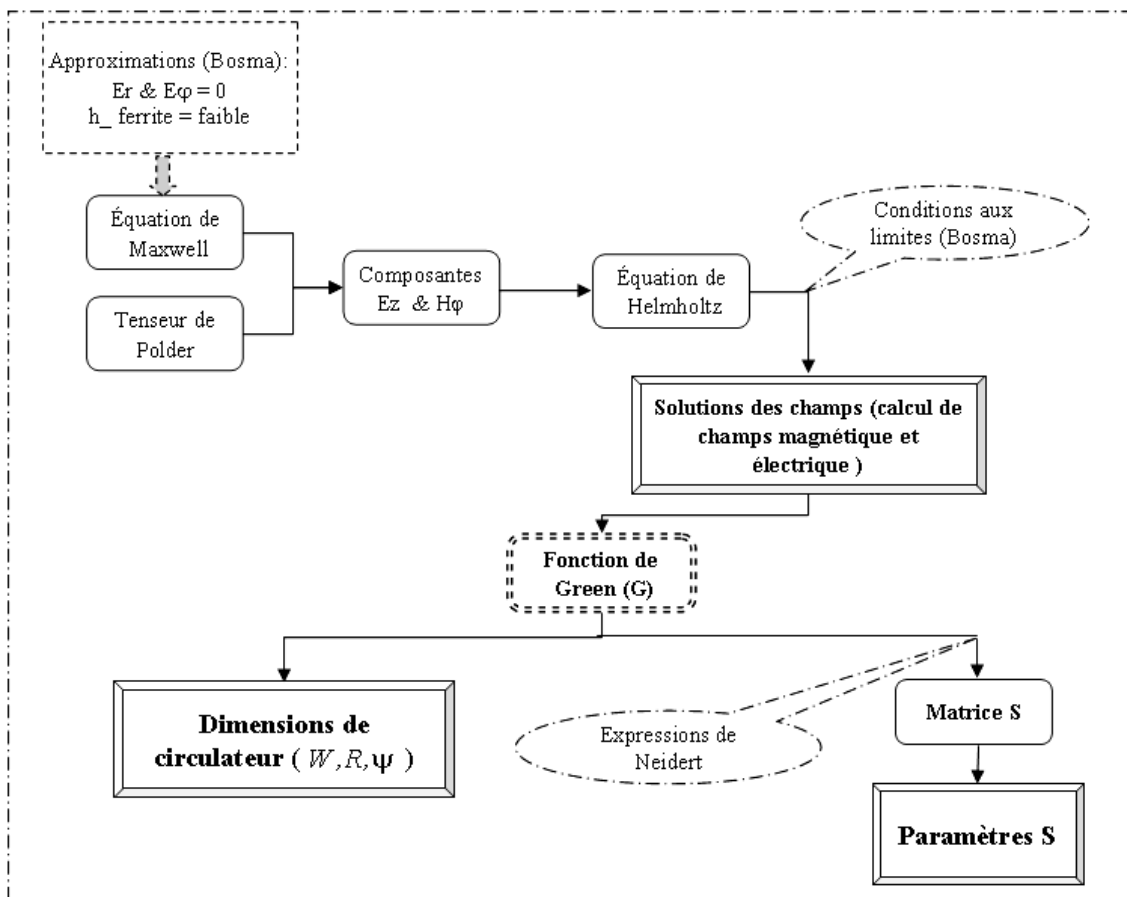 Approximations (Bosma):
Er & Eφ = 0
h_ ferrite = faible
Équation de
Maxwell
Tenseur de
Polder
Composantes
Ez & Hφ
Équation de
Helmholtz
Conditions aux
limites (Bosma)
Solutions des champs (calcul de
champs magnétique et
électrique )
Fonction de
Green (G)
Dimensions de
circulateur ( W,R,ψ )
Expressions de
Neidert
Matrice S
Paramètres S